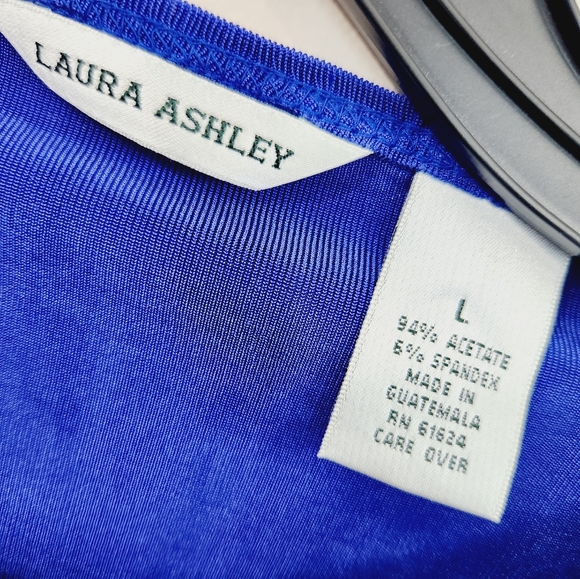 LAURA ASHLEY
L
94% ACETATE
6% SPANDEX
MADE IN
GUATEMALA
RN 61624
CARE OVER